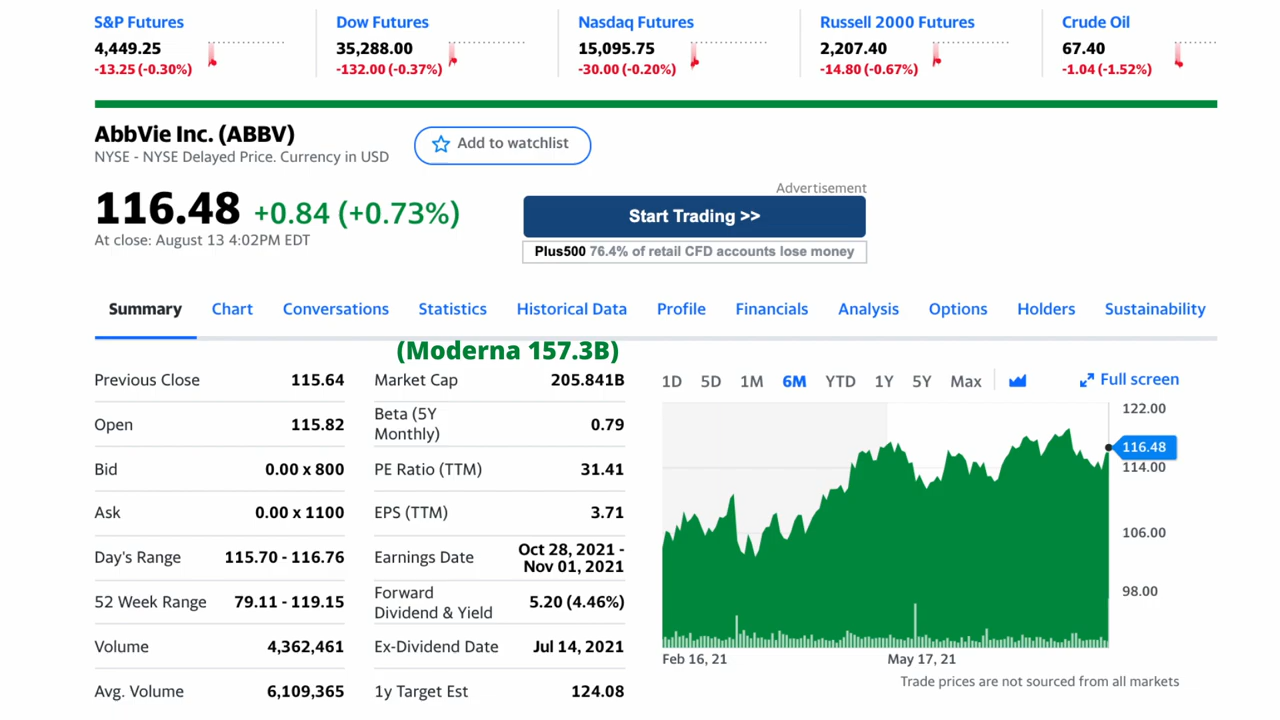 S&P Futures Dow Futures Nasdaq Futures Russell 2000 Futures Crude Oil
4,449.25 35,288.00 15,095.75 2,207.40 67.40
-13.25 (-0.30%) -132.00 (-0.37%) -30.00 (-0.20%) -14.80 (-0.67%) -1.04 (-1.52%)
AbbVie Inc. (ABBV)
NYSE - NYSE Delayed Price. Currency in USD
Add to watchlist
116.48 +0.84 (+0.73%)
At close: August 13 4:02PM EDT
Advertisement
Start Trading >>
Plus500 76.4% of retail CFD accounts lose money
Summary Chart Conversations Statistics Historical Data Profile Financials Analysis Options Holders Sustainability
(Moderna 157.3B)
Previous Close 115.64
Open 115.82
Bid 0.00 x 800
Ask 0.00 x 1100
Day's Range 115.70 - 116.76
52 Week Range 79.11 - 119.15
Volume 4,362,461
Avg. Volume 6,109,365
Market Cap 205.841B
Beta (5Y
Monthly) 0.79
PE Ratio (TTM) 31.41
EPS (TTM) 3.71
Earnings Date Oct 28, 2021 -
Nov 01, 2021
Forward
Dividend & Yield 5.20 (4.46%)
Ex-Dividend Date Jul 14, 2021
1y Target Est 124.08
1D 5D 1M 6M YTD 1Y 5Y Max Full screen
122.00
116.48
114.00
106.00
98.00
Feb 16, 21 May 17, 21
Trade prices are not sourced from all markets